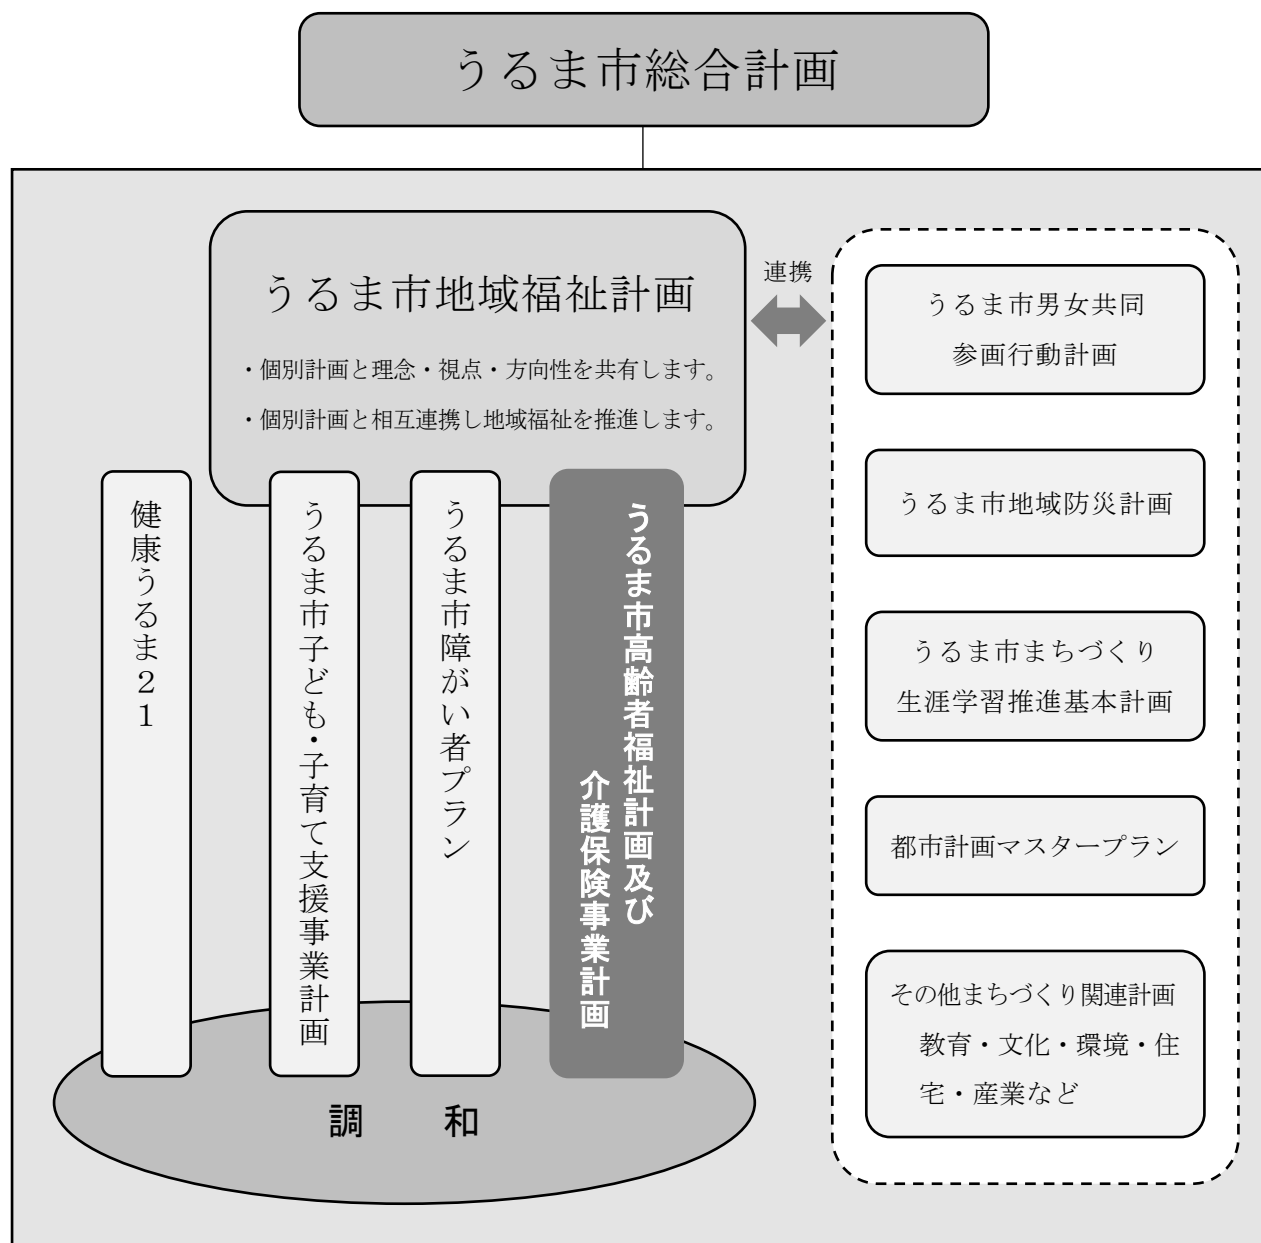 うるま市総合計画
うるま市地域福祉計画
・個別計画と理念・視点・方向性を共有します。
・個別計画と相互連携し地域福祉を推進します。
連携
健康うるま２１
うるま市子ども・子育て支援事業計画
うるま市障がい者プラン
うるま市高齢者福祉計画及び
介護保険事業計画
調　和
うるま市男女共同
参画行動計画
うるま市地域防災計画
うるま市まちづくり
生涯学習推進基本計画
都市計画マスタープラン
その他まちづくり関連計画
教育・文化・環境・住
宅・産業など